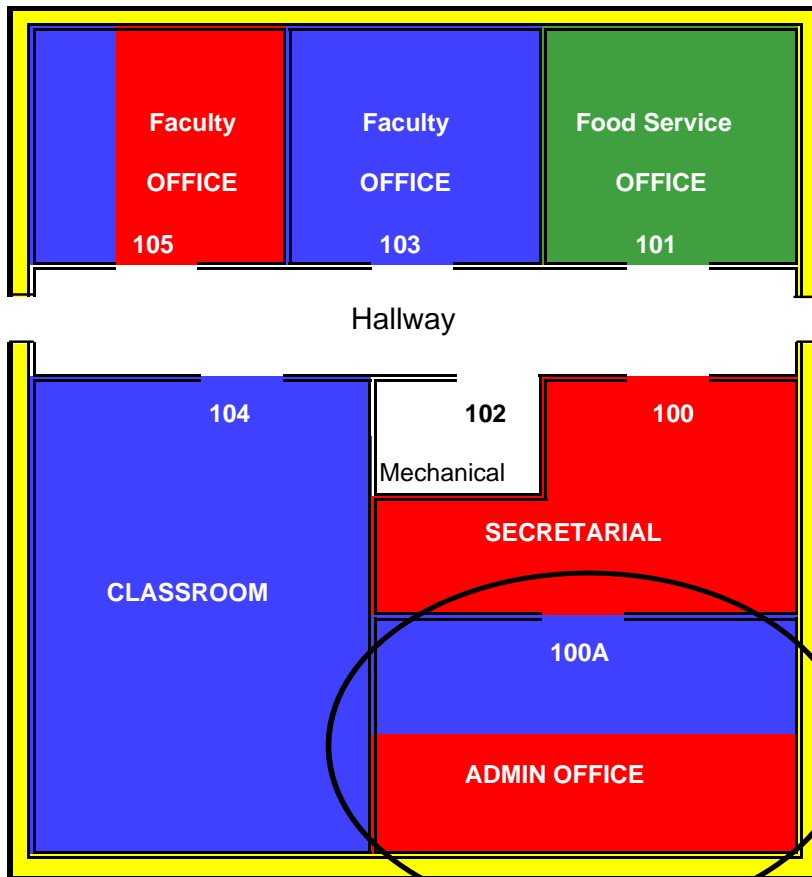 Faculty
OFFICE
105
Faculty
OFFICE
103
Food Service
OFFICE
101
Hallway
104
102
100
Mechanical
SECRETARIAL
CLASSROOM
100A
ADMIN OFFICE